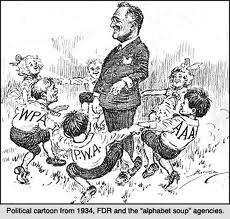 WPA
PWA
AAA
Political cartoon from 1934, FDR and the "alphabet soup" agencies.